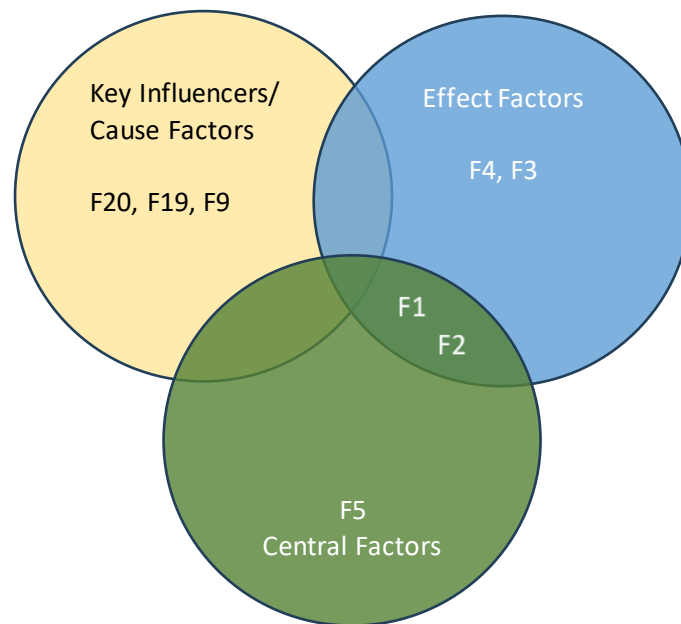 Key Influencers/
Cause Factors
F20, F19, F9
Effect Factors
F4, F3
F1
F2
F5
Central Factors